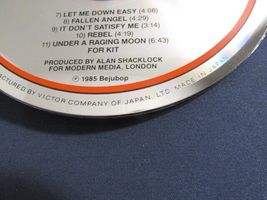 7) LET ME DOWN EASY (4:08)
8) FALLEN ANGEL (4:29)
9) IT DON'T SATISFY ME (3:14)
10) REBEL (4:19)
11) UNDER A RAGING MOON (6:43)
FOR KIT
PRODUCED BY ALAN SHACKLOCK
FOR MODERN MEDIA, LONDON
℗ 1985 Bejubop
BY VICTOR COMPANY OF JAPAN, LTD. MADE IN JAPAN